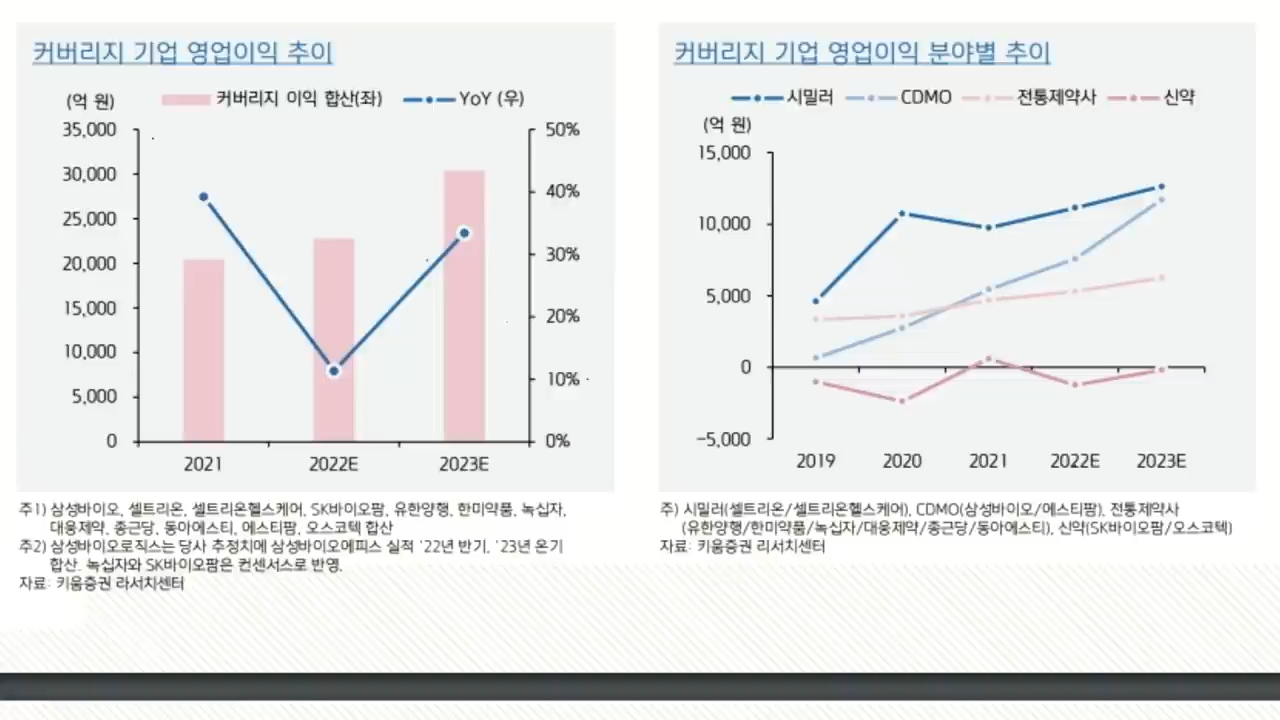 커버리지 기업 영업이익 추이
(억 원)
커버리지 이익 합산(좌)
YoY (우)
35,000
30,000
25,000
20,000
15,000
10,000
5,000
0
50%
40%
30%
20%
10%
0%
2021
2022E
2023E
주1) 삼성바이오, 셀트리온, 셀트리온헬스케어, SK바이오팜, 유한양행, 한미약품, 녹십자,
대웅제약, 종근당, 동아에스티, 에스티팜, 오스코텍 합산
주2) 삼성바이오로직스는 당사 추정치에 삼성바이오에피스 실적 '22년 반기, '23년 온기
합산. 녹십자와 SK바이오팜은 컨센서스로 반영.
자료: 키움증권 리서치센터
커버리지 기업 영업이익 분야별 추이
시밀러
CDMO
전통제약사
신약
(억 원)
15,000
10,000
5,000
0
-5,000
2019
2020
2021
2022E
2023E
주) 시밀러(셀트리온/셀트리온헬스케어), CDMO(삼성바이오/에스티팜), 전통제약사
(유한양행/한미약품/녹십자/대웅제약/종근당/동아에스티), 신약(SK바이오팜/오스코텍)
자료: 키움증권 리서치센터